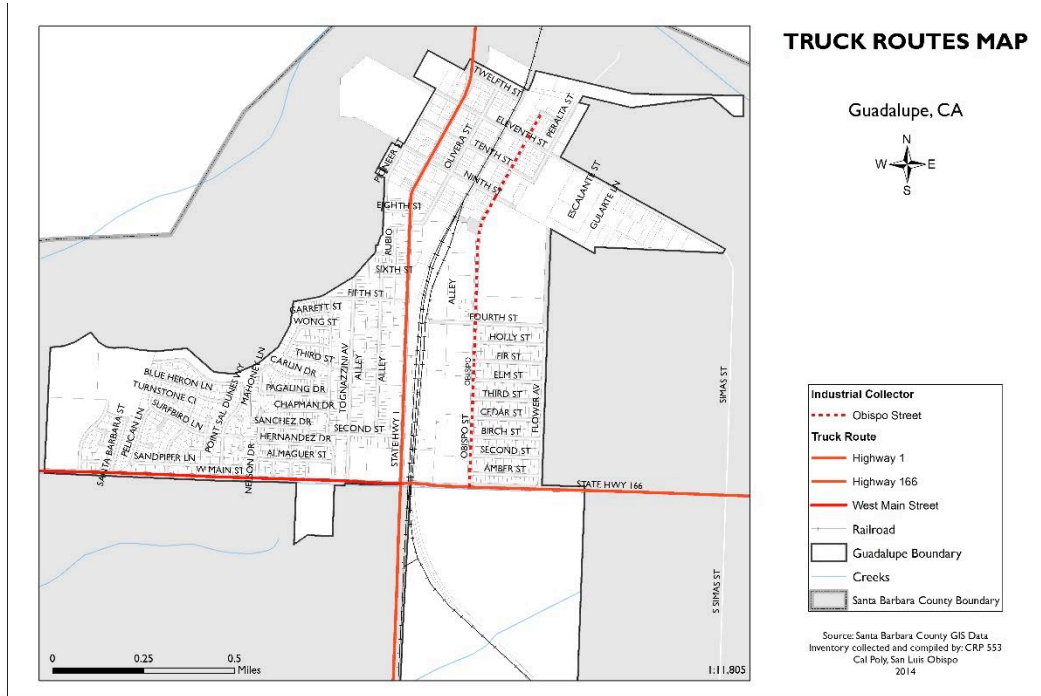 TRUCK ROUTES MAP
Guadalupe, CA
N
W E
S
TWELFTH ST
ELEVENTH ST
PERALTA ST
TENTH ST
OLIVERA ST
PIONEER ST
NINTH ST
ESCALANTE ST
GULARTE LN
EIGHTH ST
RUBIO
SIXTH ST
FIFTH ST
ALLEY
GARRETT ST
WONG ST
FOURTH ST
HOLLY ST
FIR ST
ELM ST
THIRD ST
CARLIN DR
MAHONEY LN
TOGNAZZINI AV
ALLEY
ALLEY
OBISPO
THIRD ST
FLOWER AV
SIMAS ST
BLUE HERON LN
TURNSTONE CI
SURFBIRD LN
POINT SAL DUNES WY
PAGALING DR
CHAPMAN DR
CEDAR ST
SANTA BARBARA ST
PELICAN LN
SANCHEZ DR
SECOND ST
BIRCH ST
HERNANDEZ DR
STATE HWY 1
OBISPO ST
SECOND ST
SANDPIPER LN
ALMAGUER ST
AMBER ST
W MAIN ST
NELSON DR
STATE HWY 166
S SIMAS ST
0 0.25 0.5
Miles
1:11,805
Industrial Collector
Obispo Street
Truck Route
Highway 1
Highway 166
West Main Street
Railroad
Guadalupe Boundary
Creeks
Santa Barbara County Boundary
Source: Santa Barbara County GIS Data
Inventory collected and compiled by: CRP 553
Cal Poly, San Luis Obispo
2014